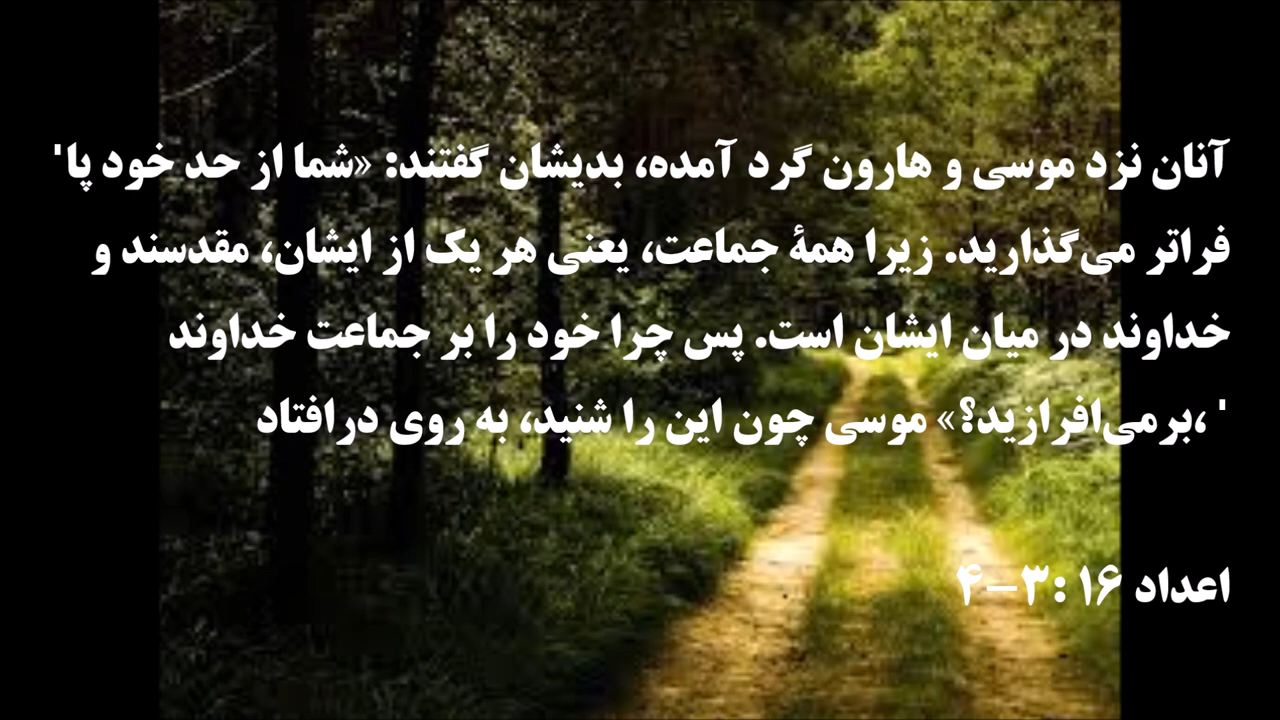 آنان نزد موسی و هارون گرد آمده، بدیشان گفتند: «شما از حد خود پا'
فراتر می‌گذارید. زیرا همۀ جماعت، یعنی هر یک از ایشان، مقدسند و
خداوند در میان ایشان است. پس چرا خود را بر جماعت خداوند
' ،برمی‌افرازید؟» موسی چون این را شنید، به روی درافتاد
اعداد ۱۶ :۳-۴